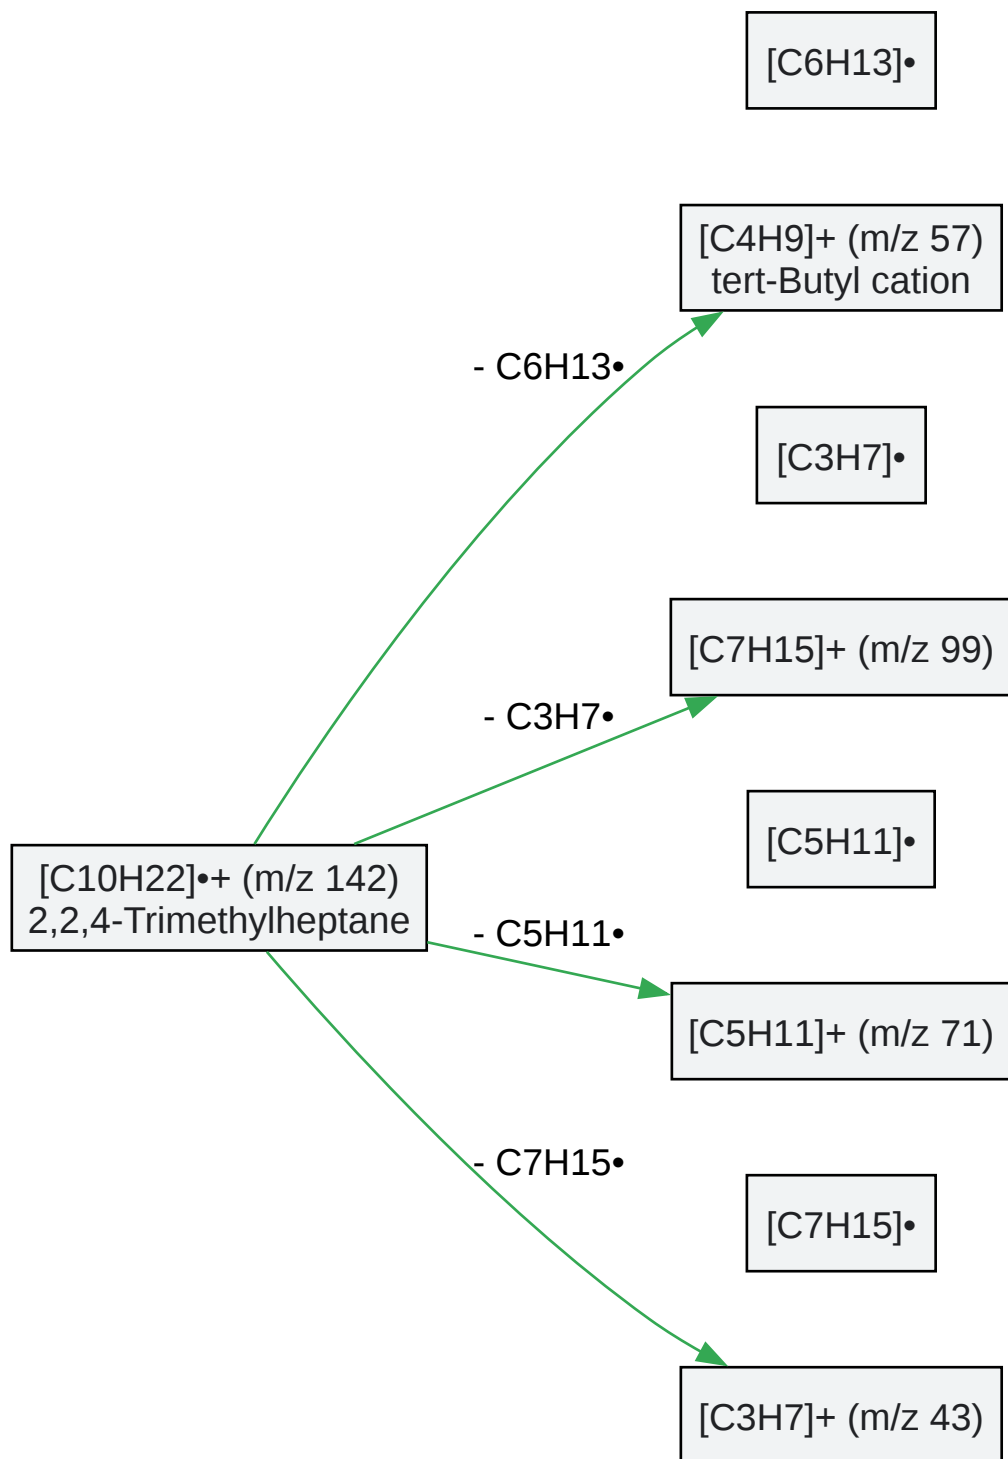 [C6H13]•
[C4H9]+ (m/z 57)
tert-Butyl cation
- C6H13•
[C3H7]•
[C7H15]+ (m/z 99)
- C3H7•
[C5H11]•
[C10H22]•+ (m/z 142)
2,2,4-Trimethylheptane
- C5H11•
[C5H11]+ (m/z 71)
- C7H15•
[C7H15]•
[C3H7]+ (m/z 43)